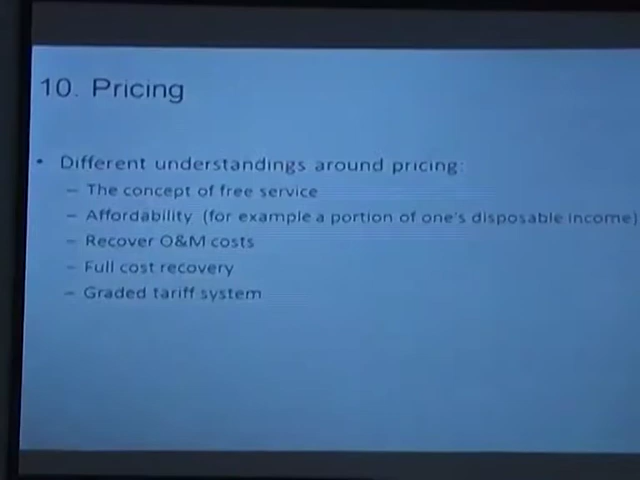 10. Pricing
• Different understandings around pricing:
– The concept of free service
– Affordability (for example a portion of one's disposable income)
– Recover O&M costs
– Full cost recovery
– Graded tariff system